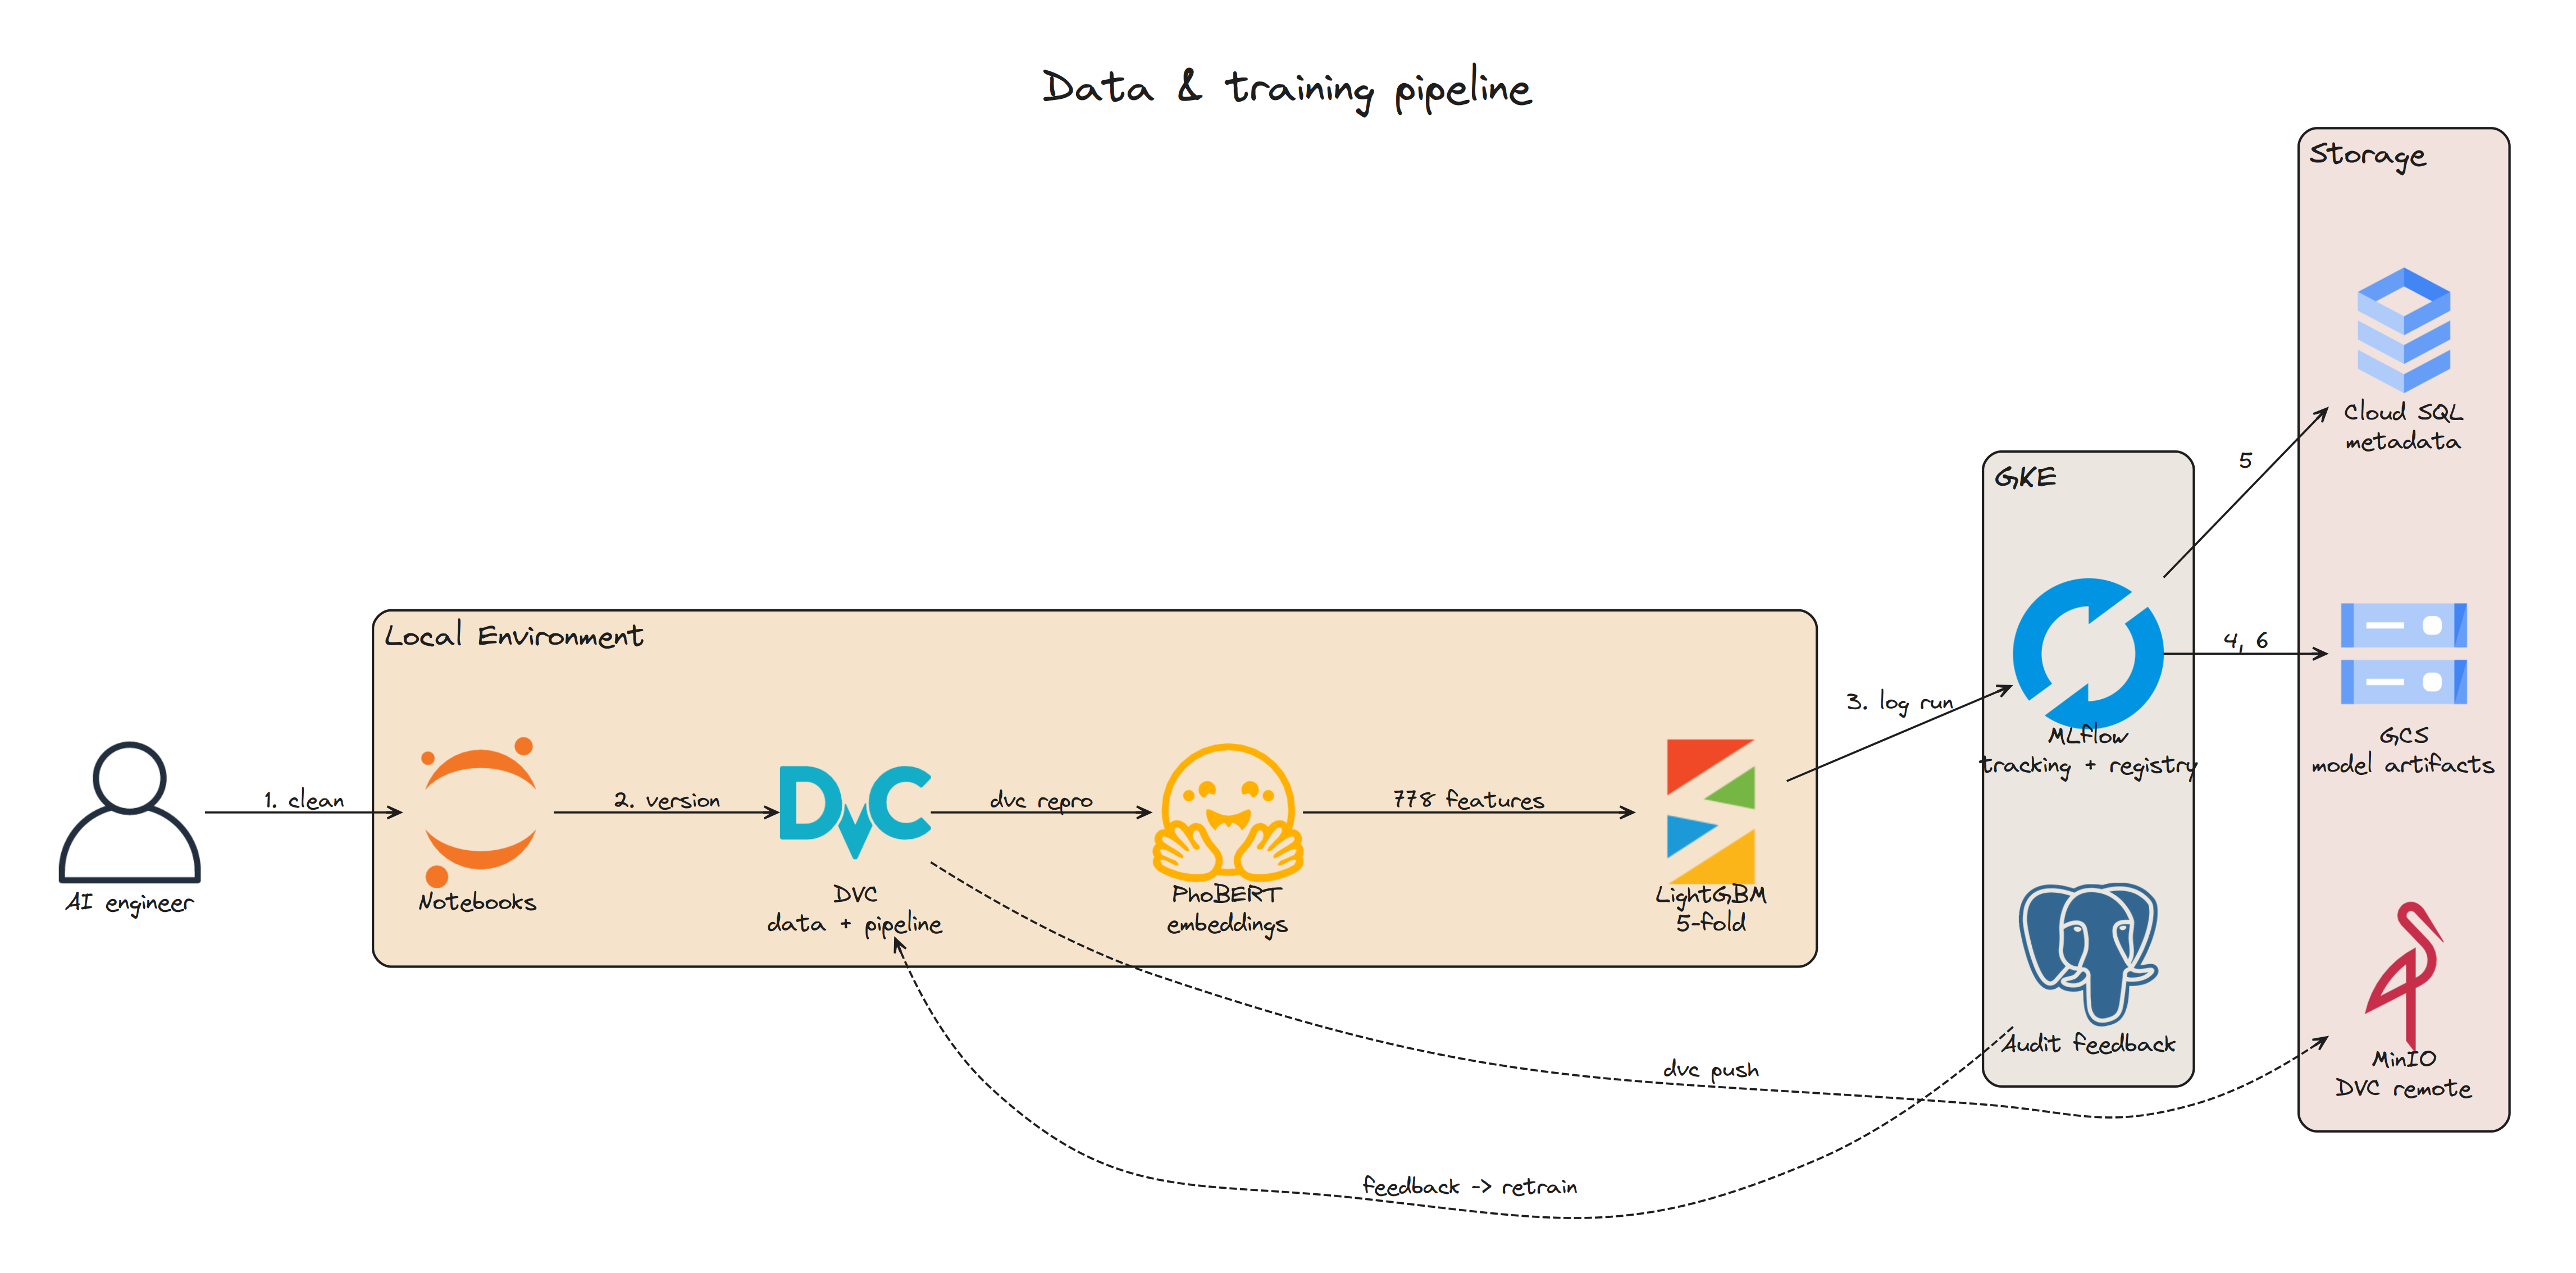 Data & training pipeline
Storage
Cloud SQL
metadata
5
GKE
4, 6
Local Environment
3. log run
MLflow
tracking + registry
GCS
model artifacts
1. clean
2. version
DVC
dvc repro
778 features
AI engineer
Notebooks
DVC
data + pipeline
PhoBERT
embeddings
LightGBM
5-fold
Audit feedback
MinIO
DVC remote
dvc push
feedback -> retrain